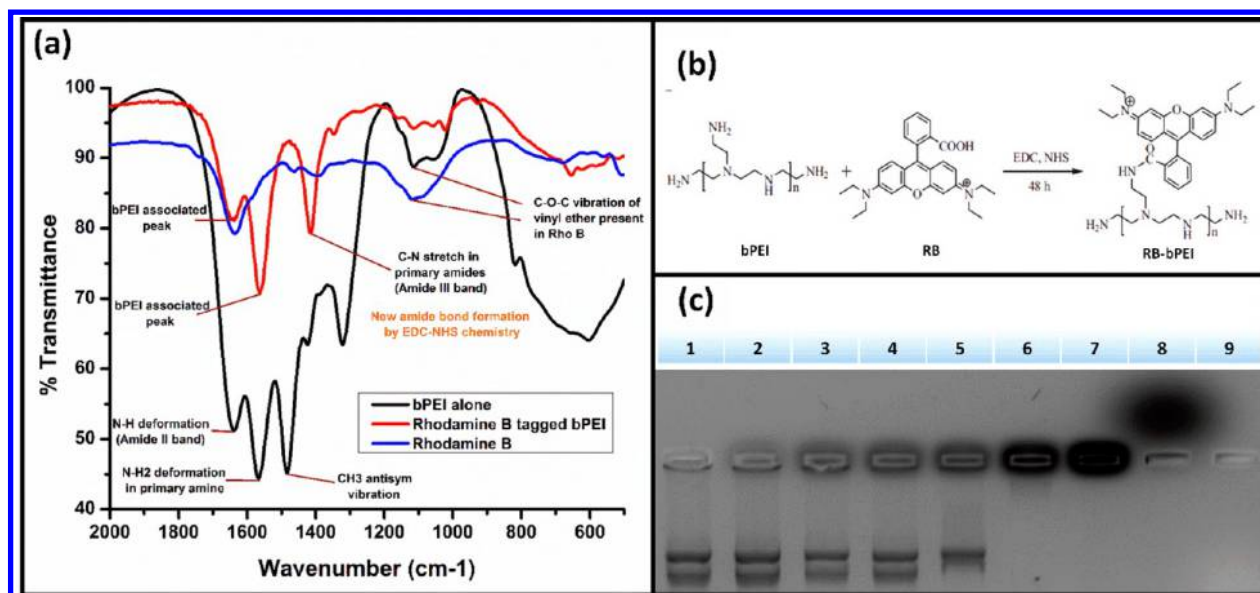 (a)
100
90
80
70
60
50
40
% Transmittance
2000
1800
1600
1400
1200
1000
800
600
Wavenumber (cm-1)
bPEI associated
peak
bPEI associated
peak
C-O-C vibration of
vinyl ether present
in Rho B
C-N stretch in
primary amides
(Amide III band)
New amide bond formation
by EDC-NHS chemistry
N-H deformation
(Amide II band)
N-H2 deformation
in primary amine
CH3 antisym
vibration
bPEI alone
Rhodamine B tagged bPEI
Rhodamine B
(b)
NH2
H2N
N
N
H
n
NH2
bPEI
+
COOH
N
O
N
⊕
RB
EDC, NHS
48 h
⊕
N
O
N
O
C
HN
H2N
N
N
H
n
NH2
RB-bPEI
(c)
1 2 3 4 5 6 7 8 9